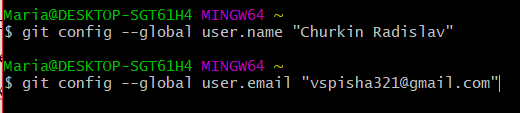 Maria@DESKTOP-SGT61H4 MINGW64 ~
$ git config --global user.name "Churkin Radislav"
Maria@DESKTOP-SGT61H4 MINGW64 ~
$ git config --global user.email "vspisha321@gmail.com"